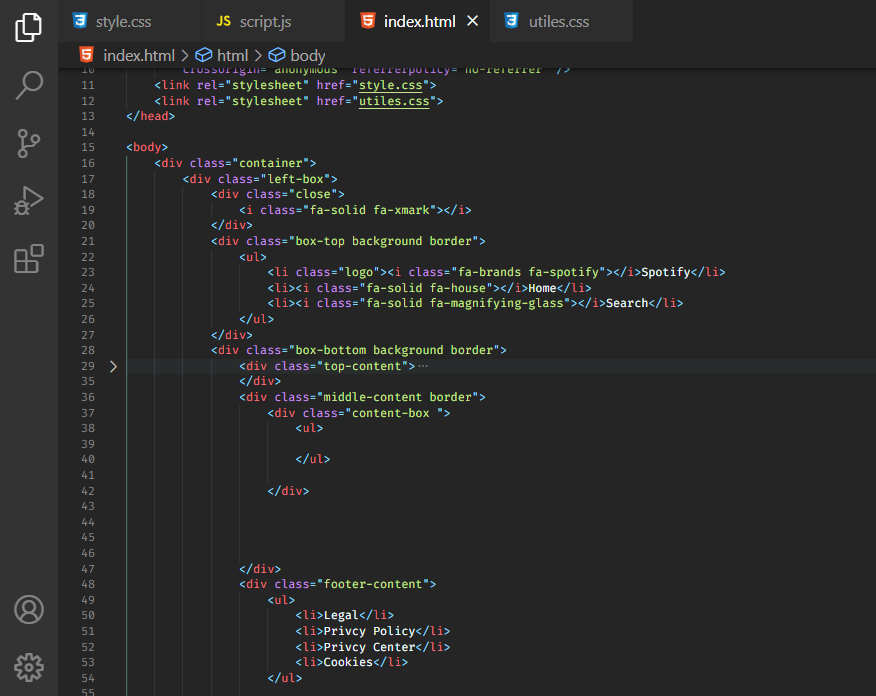 style.css
JS script.js
index.html
utiles.css
index.html > html > body
10 crossorigin="anonymous" referrerpolicy="no-referrer" />
11 <link rel="stylesheet" href="style.css">
12 <link rel="stylesheet" href="utiles.css">
13 </head>
14
15 <body>
16 <div class="container">
17 <div class="left-box">
18 <div class="close">
19 <i class="fa-solid fa-xmark"></i>
20 </div>
21 <div class="box-top background border">
22 <ul>
23 <li class="logo"><i class="fa-brands fa-spotify"></i>Spotify</li>
24 <li><i class="fa-solid fa-house"></i>Home</li>
25 <li><i class="fa-solid fa-magnifying-glass"></i>Search</li>
26 </ul>
27 </div>
28 <div class="box-bottom background border">
29 <div class="top-content">···
35 </div>
36 <div class="middle-content border">
37 <div class="content-box ">
38 <ul>
39
40 </ul>
41
42 </div>
43
44
45
46
47 </div>
48 <div class="footer-content">
49 <ul>
50 <li>Legal</li>
51 <li>Privcy Policy</li>
52 <li>Privcy Center</li>
53 <li>Cookies</li>
54 </ul>
55